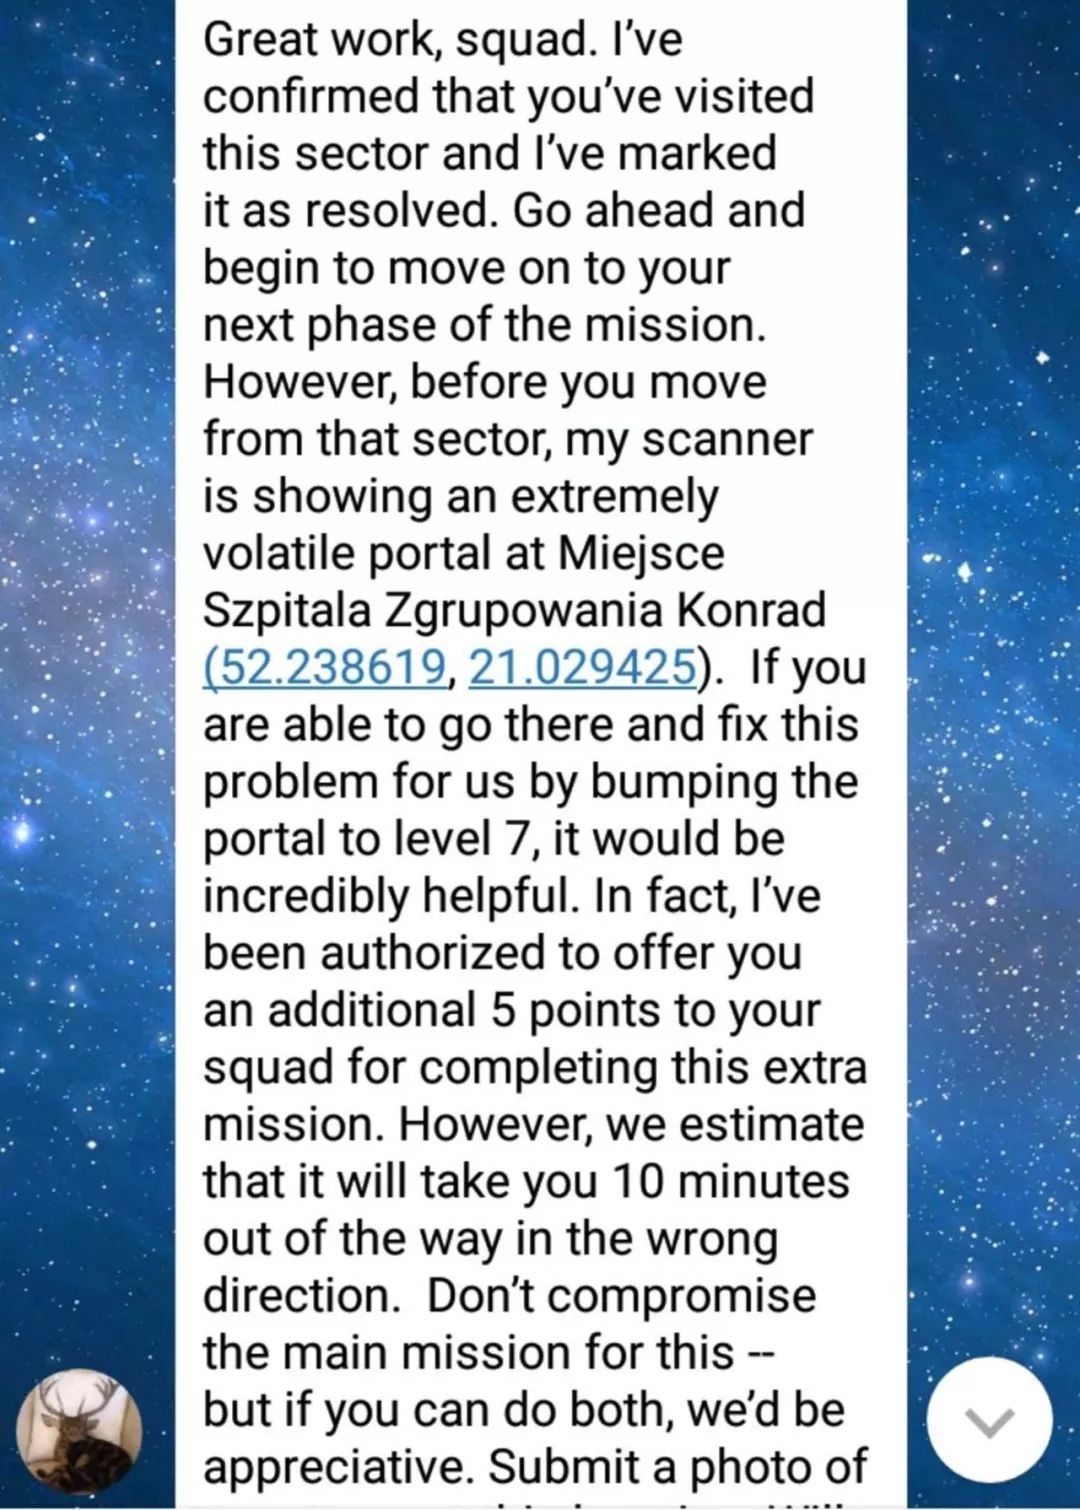 Great work, squad. I've
confirmed that you've visited
this sector and I've marked
it as resolved. Go ahead and
begin to move on to your
next phase of the mission.
However, before you move
from that sector, my scanner
is showing an extremely
volatile portal at Miejsce
Szpitala Zgrupowania Konrad
(52.238619, 21.029425).  If you
are able to go there and fix this
problem for us by bumping the
portal to level 7, it would be
incredibly helpful. In fact, I've
been authorized to offer you
an additional 5 points to your
squad for completing this extra
mission. However, we estimate
that it will take you 10 minutes
out of the way in the wrong
direction.  Don't compromise
the main mission for this --
but if you can do both, we'd be
appreciative. Submit a photo of